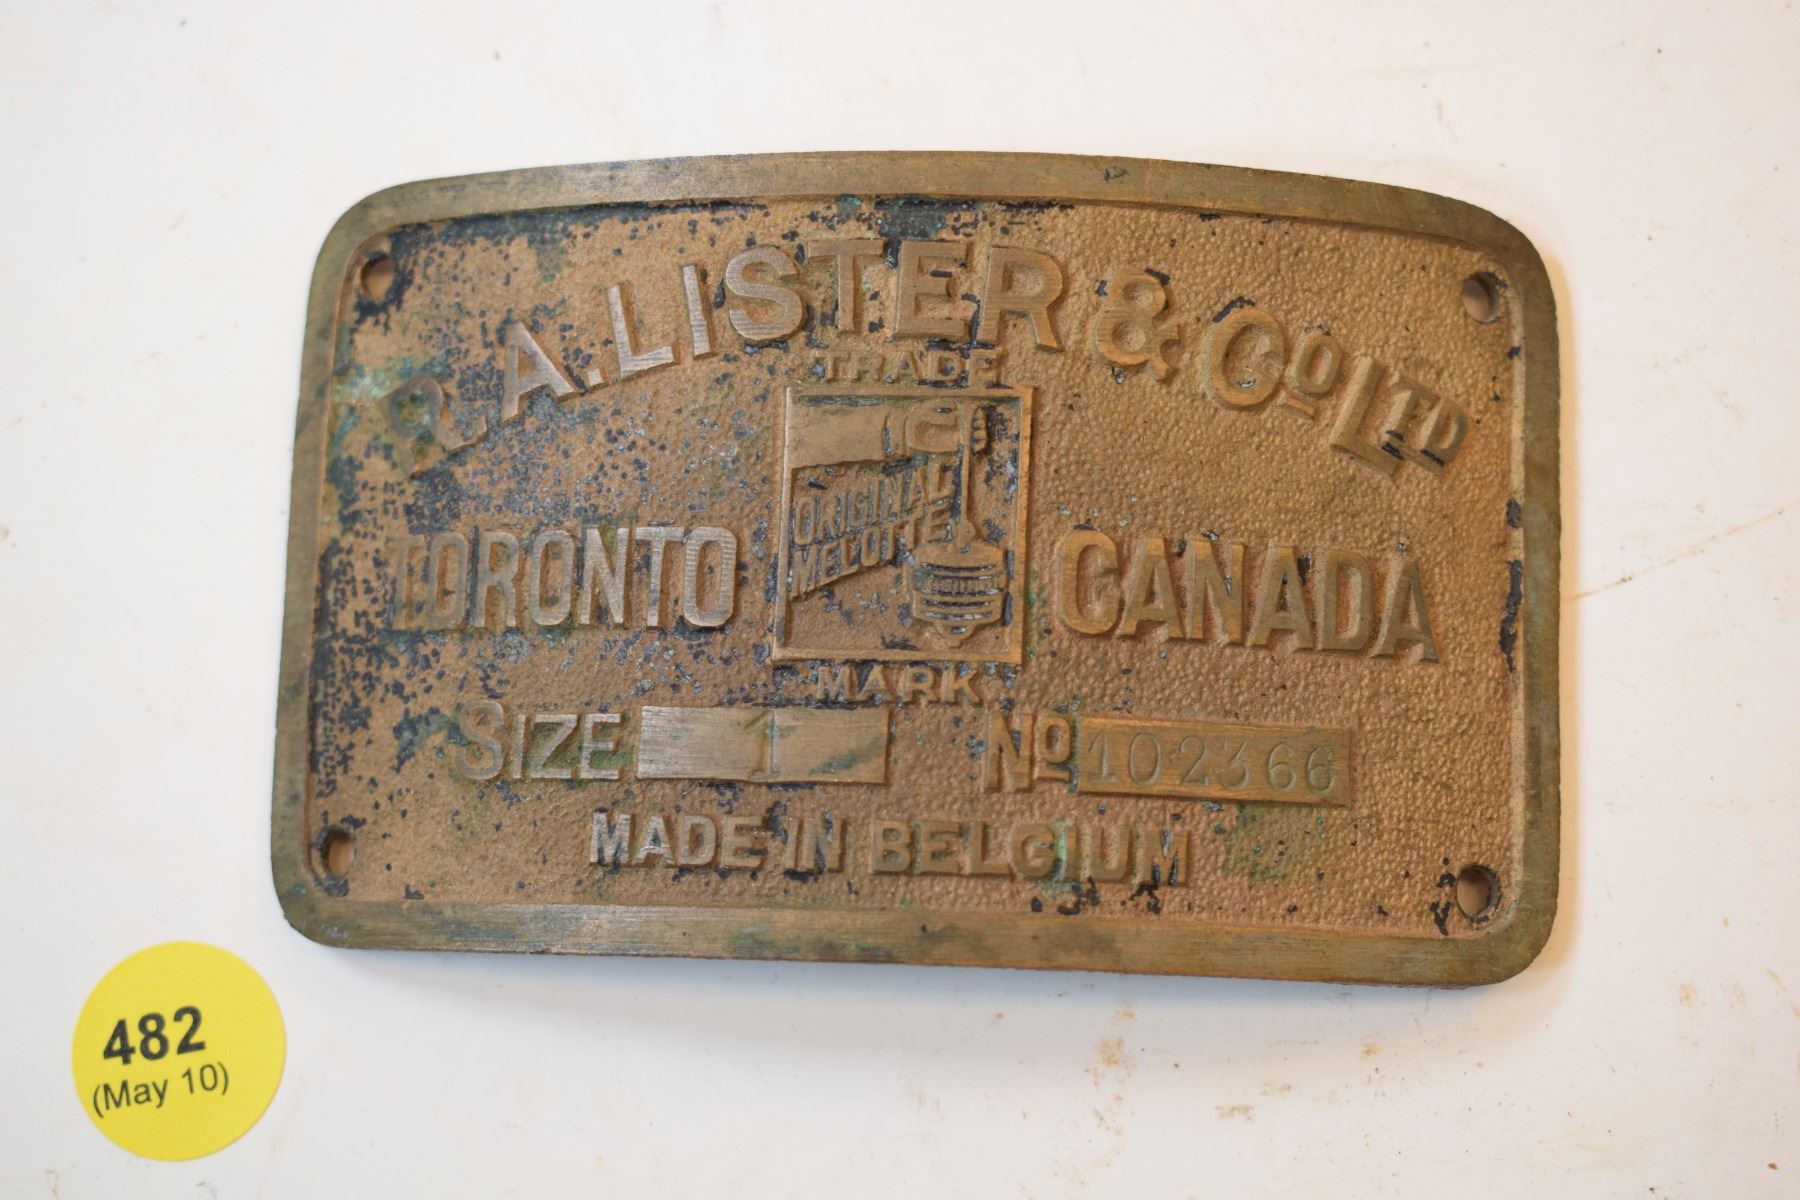 R. A. LISTER & CO LTD
TRADE
ORIGINAL
MELOTTE
TORONTO CANADA
MARK
SIZE 1 NO 102366
MADE IN BELGIUM
482
(May 10)